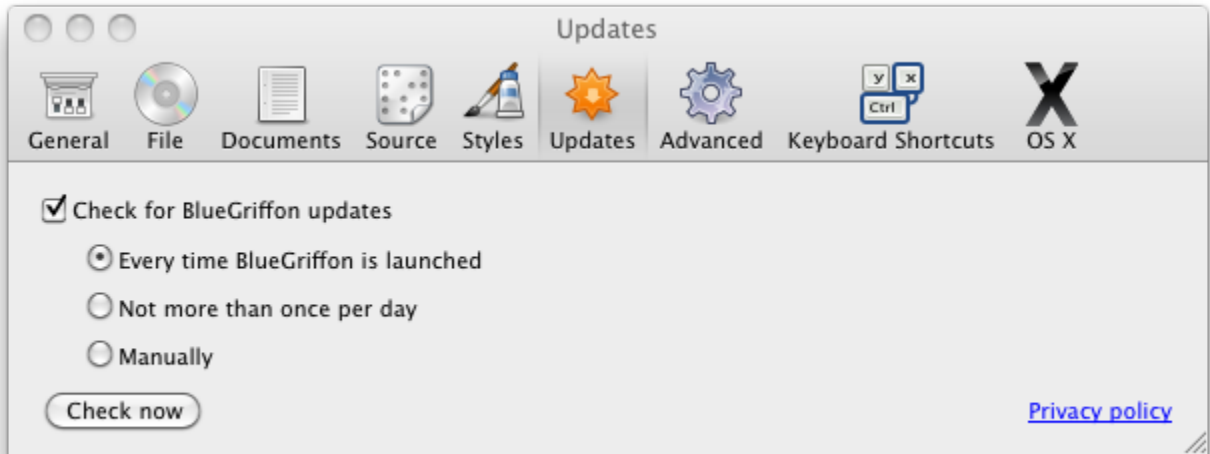 Updates
y x
Ctrl
General File Documents Source Styles Updates Advanced Keyboard Shortcuts OS X
Check for BlueGriffon updates
Every time BlueGriffon is launched
Not more than once per day
Manually
Check now Privacy policy